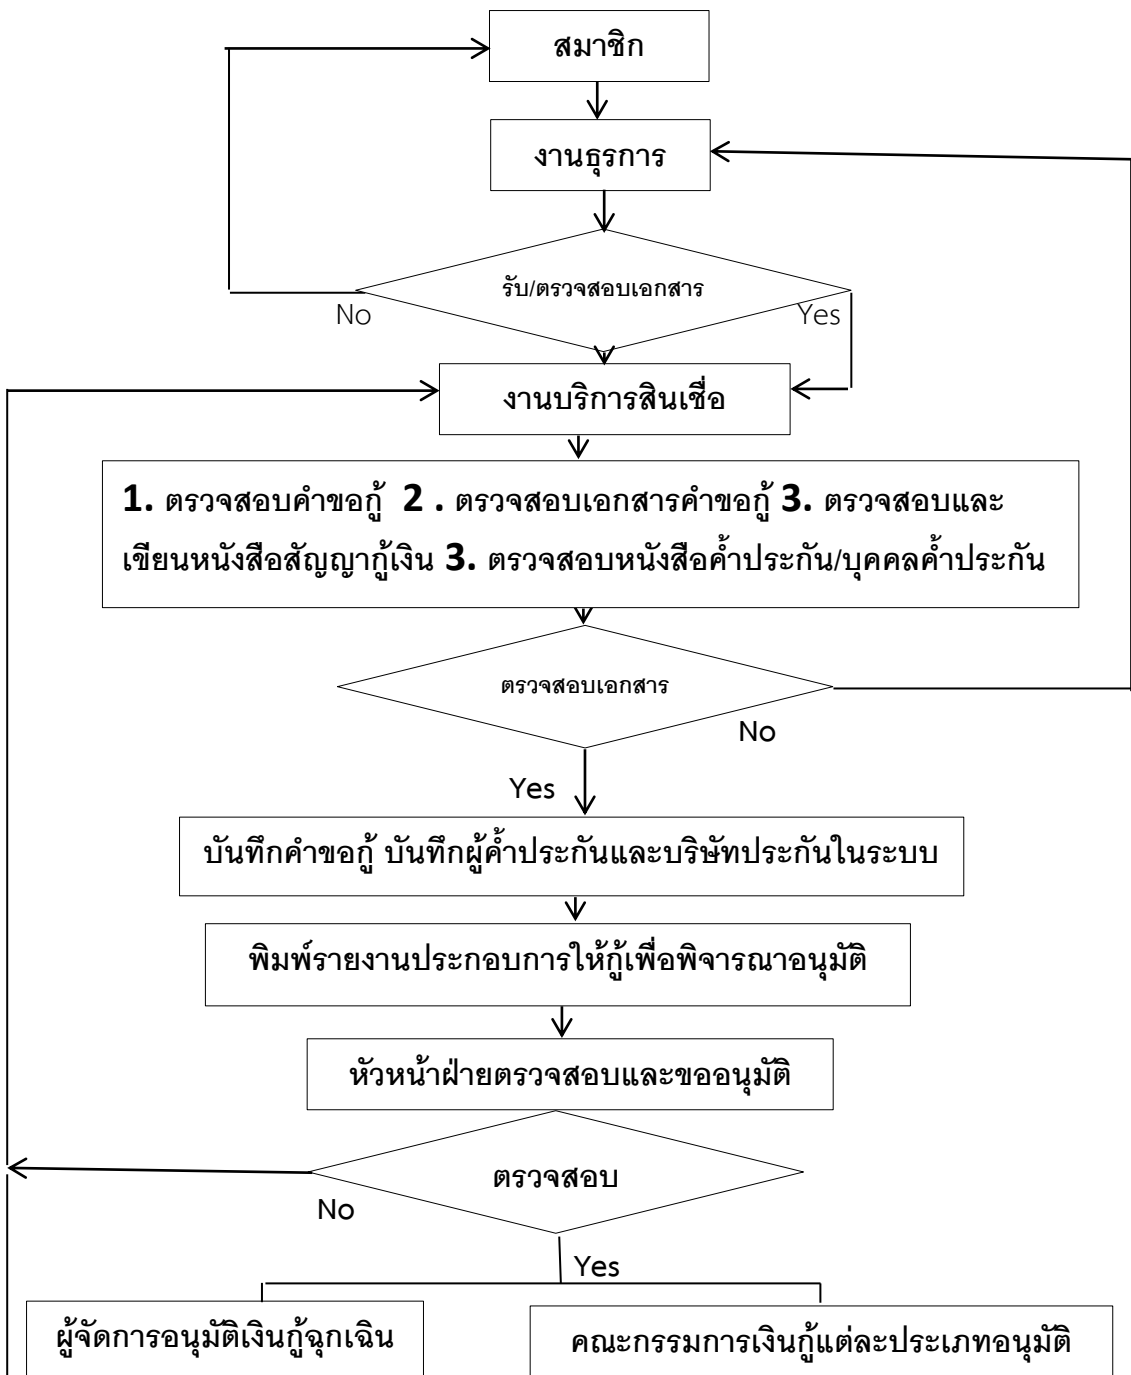 สมาชิก
งานธุรการ
รับ/ตรวจสอบเอกสาร
No
Yes
งานบริการสินเชื่อ
1. ตรวจสอบคำขอกู้ 2 . ตรวจสอบเอกสารคำขอกู้ 3. ตรวจสอบและ
เขียนหนังสือสัญญากู้เงิน 3. ตรวจสอบหนังสือค้ำประกัน/บุคคลค้ำประกัน
ตรวจสอบเอกสาร
No
Yes
บันทึกคำขอกู้ บันทึกผู้ค้ำประกันและบริษัทประกันในระบบ
พิมพ์รายงานประกอบการให้กู้เพื่อพิจารณาอนุมัติ
หัวหน้าฝ่ายตรวจสอบและขออนุมัติ
ตรวจสอบ
No
Yes
ผู้จัดการอนุมัติเงินกู้ฉุกเฉิน
คณะกรรมการเงินกู้แต่ละประเภทอนุมัติ